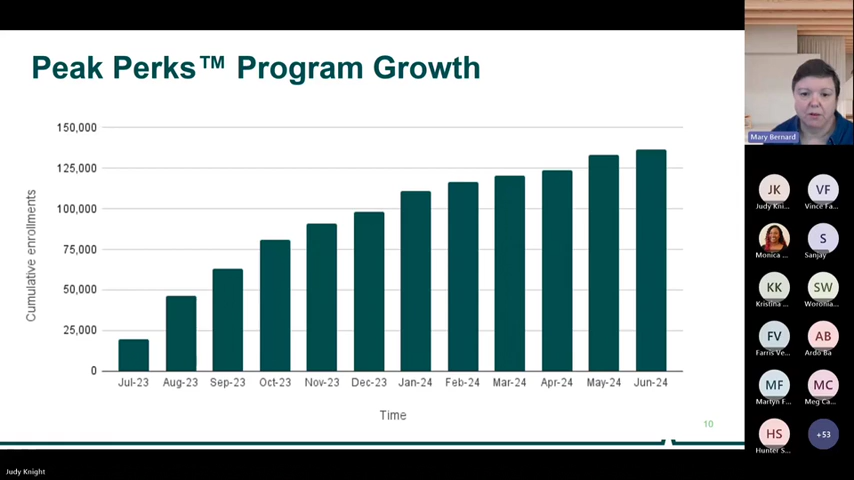 Peak Perks™ Program Growth
150,000
125,000
100,000
75,000
50,000
25,000
0
Cumulative enrollments
Jul-23 Aug-23 Sep-23 Oct-23 Nov-23 Dec-23 Jan-24 Feb-24 Mar-24 Apr-24 May-24 Jun-24
Time
10
Judy Knight
Mary Bernard
JK VF
Judy Kni... Vince Fa...
S
Monica ... Sanjay
KK SW
Kristina ... Woronia...
FV AB
Farris Ve... Ardo Ba
MF MC
Martyn F... Meg Ca...
HS +53
Hunter S...